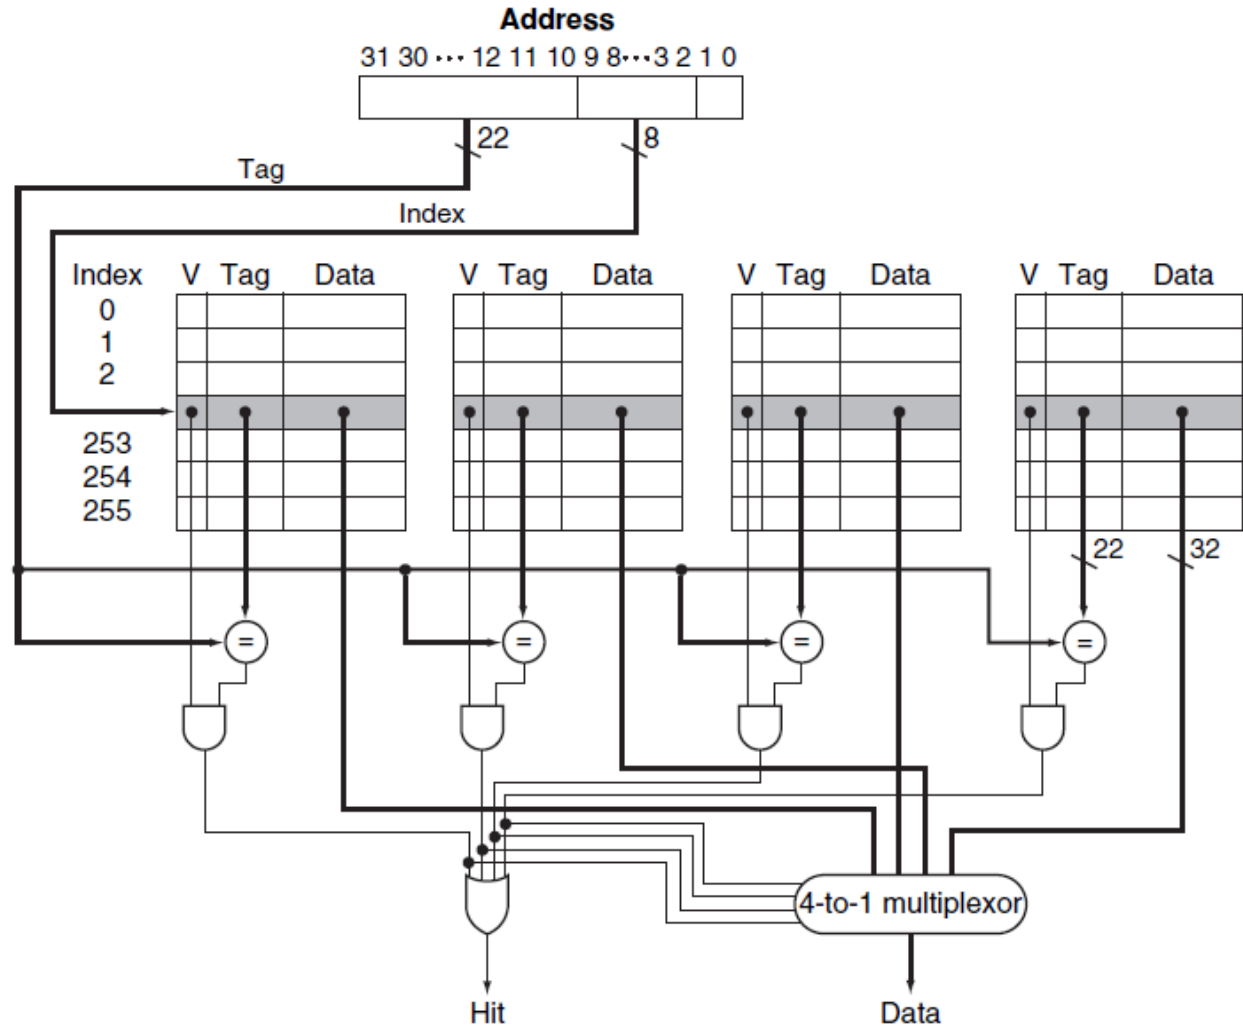 Address
31 30 ··· 12 11 10 9 8 ··· 3 2 1 0
22 8
Tag
Index
Index V Tag Data V Tag Data V Tag Data V Tag Data
0
1
2
253
254
255
22 32
= = = =
4-to-1 multiplexor
Hit Data